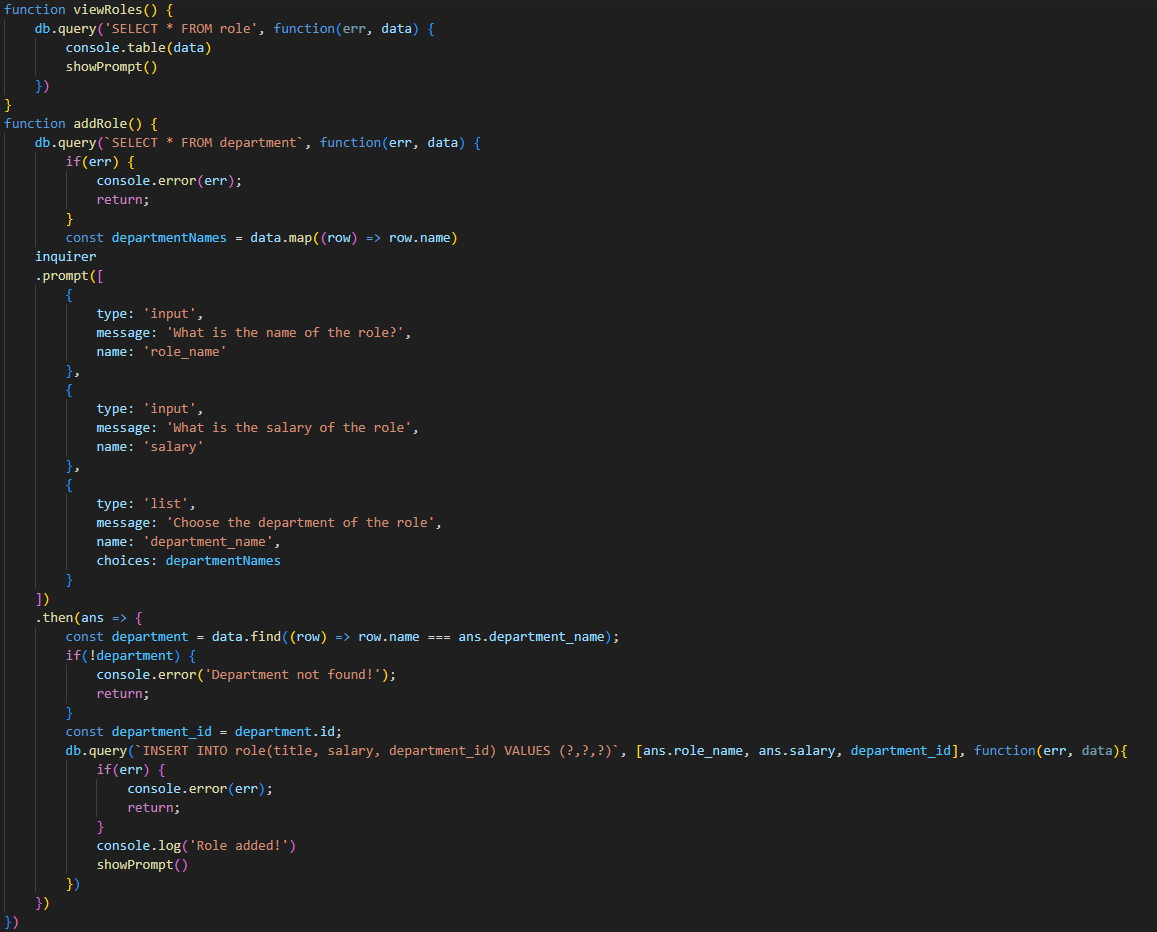 function viewRoles() {
    db.query('SELECT * FROM role', function(err, data) {
        console.table(data)
        showPrompt()
    })
}
function addRole() {
    db.query(`SELECT * FROM department`, function(err, data) {
        if(err) {
            console.error(err);
            return;
        }
        const departmentNames = data.map((row) => row.name)
    inquirer
    .prompt([
        {
            type: 'input',
            message: 'What is the name of the role?',
            name: 'role_name'
        },
        {
            type: 'input',
            message: 'What is the salary of the role',
            name: 'salary'
        },
        {
            type: 'list',
            message: 'Choose the department of the role',
            name: 'department_name',
            choices: departmentNames
        }
    ])
    .then(ans => {
        const department = data.find((row) => row.name === ans.department_name);
        if(!department) {
            console.error('Department not found!');
            return;
        }
        const department_id = department.id;
        db.query(`INSERT INTO role(title, salary, department_id) VALUES (?,?,?)`, [ans.role_name, ans.salary, department_id], function(err, data){
            if(err) {
                console.error(err);
                return;
            }
            console.log('Role added!')
            showPrompt()
        })
    })
})